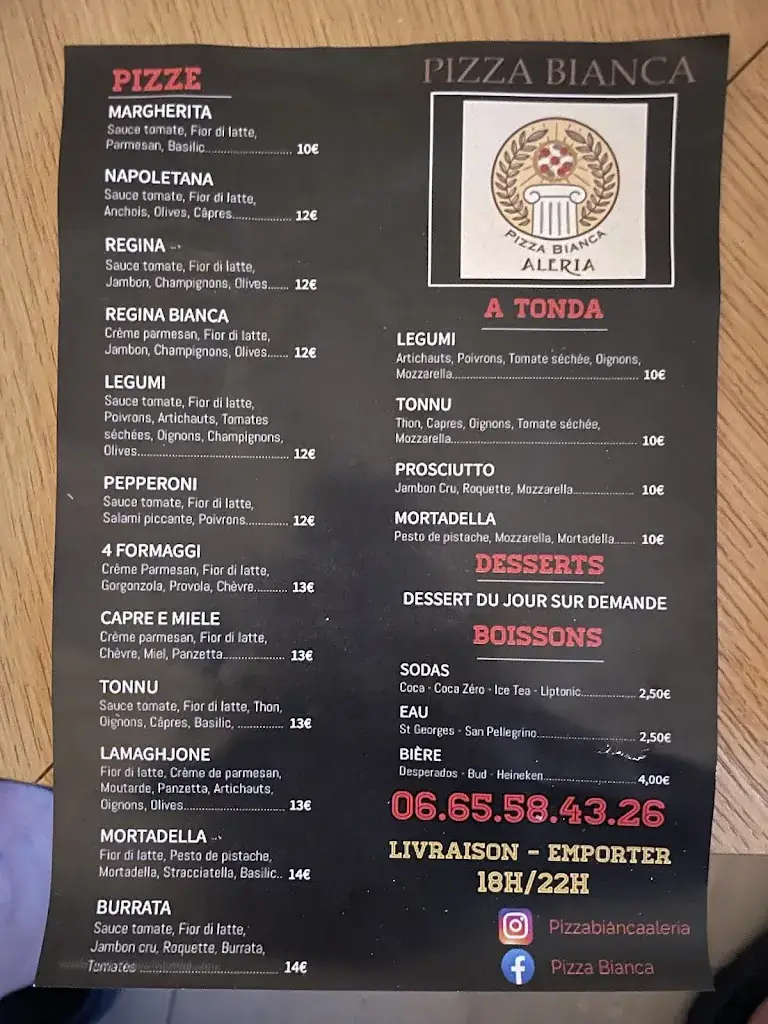 PIZZE
MARGHERITA
Sauce tomate, Fior di latte,
Parmesan, Basilic..................... 10€
NAPOLETANA
Sauce tomate, Fior di latte,
Anchois, Olives, Câpres............... 12€
REGINA
Sauce tomate, Fior di latte,
Jambon, Champignons, Olives....... 12€
REGINA BIANCA
Crème parmesan, Fior di latte,
Jambon, Champignons, Olives...... 12€
LEGUMI
Sauce tomate, Fior di latte,
Poivrons, Artichauts, Tomates
séchées, Oignons, Champignons,
Olives...................................... 12€
PEPPERONI
Sauce tomate, Fior di latte,
Salami piccante, Poivrons........... 12€
4 FORMAGGI
Crème Parmesan, Fior di latte,
Gorgonzola, Provola, Chèvre......... 13€
CAPRE E MIELE
Crème parmesan, Fior di latte,
Chèvre, Miel, Panzetta................. 13€
TONNU
Sauce tomate, Fior di latte, Thon,
Oignons, Câpres, Basilic, ............ 13€
LAMAGHJONE
Fior di latte, Crème de parmesan,
Moutarde, Panzetta, Artichauts,
Oignons, Olives.......................... 13€
MORTADELLA
Fior di latte, Pesto de pistache,
Mortadella, Stracciatella, Basilic.. 14€
BURRATA
Sauce tomate, Fior di latte,
Jambon cru, Roquette, Burrata,
Tomates .................................. 14€
PIZZA BIANCA
PIZZA BIANCA
ALERIA
A TONDA
LEGUMI
Artichauts, Poivrons, Tomate séchée, Oignons,
Mozzarella............................................. 10€
TONNU
Thon, Capres, Oignons, Tomate séchée,
Mozzarella............................................. 10€
PROSCIUTTO
Jambon Cru, Roquette, Mozzarella............... 10€
MORTADELLA
Pesto de pistache, Mozzarella, Mortadella...... 10€
DESSERTS
DESSERT DU JOUR SUR DEMANDE
BOISSONS
SODAS
Coca - Coca Zéro - Ice Tea - Liptonic............. 2,50€
EAU
St Georges - San Pellegrino........................ 2,50€
BIÈRE
Desperados - Bud - Heineken...................... 4,00€
06.65.58.43.26
LIVRAISON - EMPORTER
18H/22H
Pizzabiancaaleria
Pizza Bianca